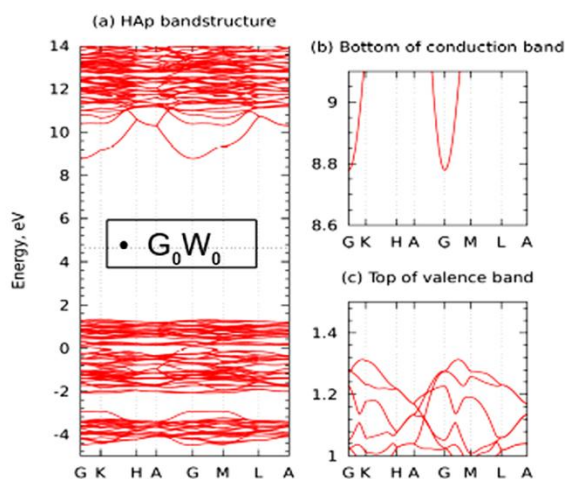 (a) HAp bandstructure
14
12
10
8
6
4
2
0
-2
-4
Energy, eV
• G0W0
G K H A G M L A
(b) Bottom of conduction band
9
8.8
8.6
G K H A G M L A
(c) Top of valence band
1.4
1.2
1
G K H A G M L A